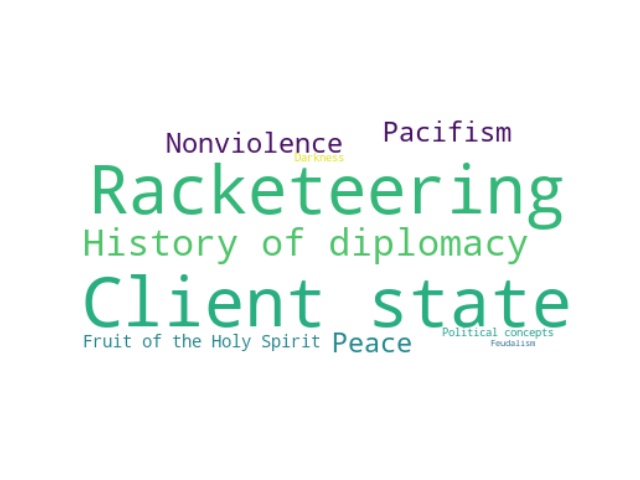 Pacifism
Nonviolence
Darkness
Racketeering
History of diplomacy
Client state
Political concepts
Fruit of the Holy Spirit
Peace
Feudalism